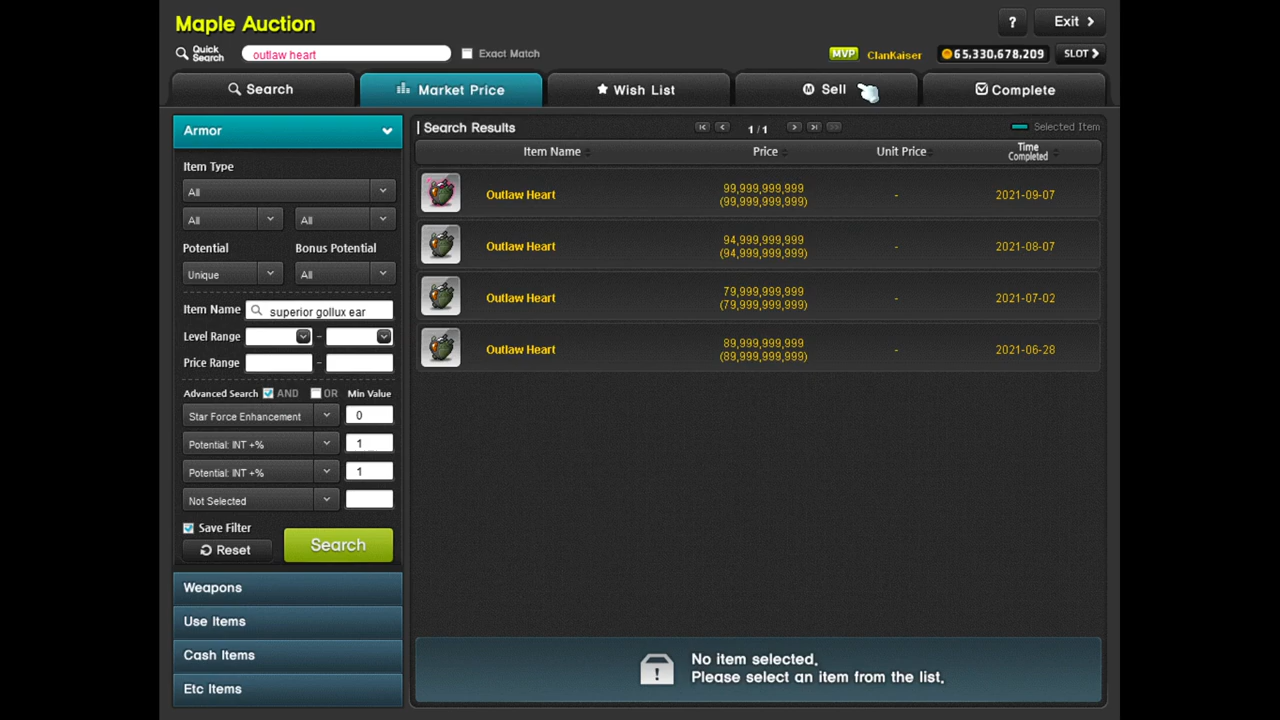 Maple Auction
? Exit
Quick Search outlaw heart Exact Match
MVP ClanKaiser 65,330,678,209 SLOT
Search Market Price Wish List Sell Complete
Armor
Item Type
All
All All
Potential Bonus Potential
Unique All
Item Name superior gollux ear
Level Range -
Price Range -
Advanced Search AND OR Min Value
Star Force Enhancement 0
Potential: INT +% 1
Potential: INT +% 1
Not Selected
Save Filter
Reset Search
Weapons
Use Items
Cash Items
Etc Items
Search Results 1 / 1 Selected Item
Item Name Price Unit Price Time Completed
Outlaw Heart 99,999,999,999 - 2021-09-07
(99,999,999,999)
Outlaw Heart 94,999,999,999 - 2021-08-07
(94,999,999,999)
Outlaw Heart 79,999,999,999 - 2021-07-02
(79,999,999,999)
Outlaw Heart 89,999,999,999 - 2021-06-28
(89,999,999,999)
No item selected.
Please select an item from the list.